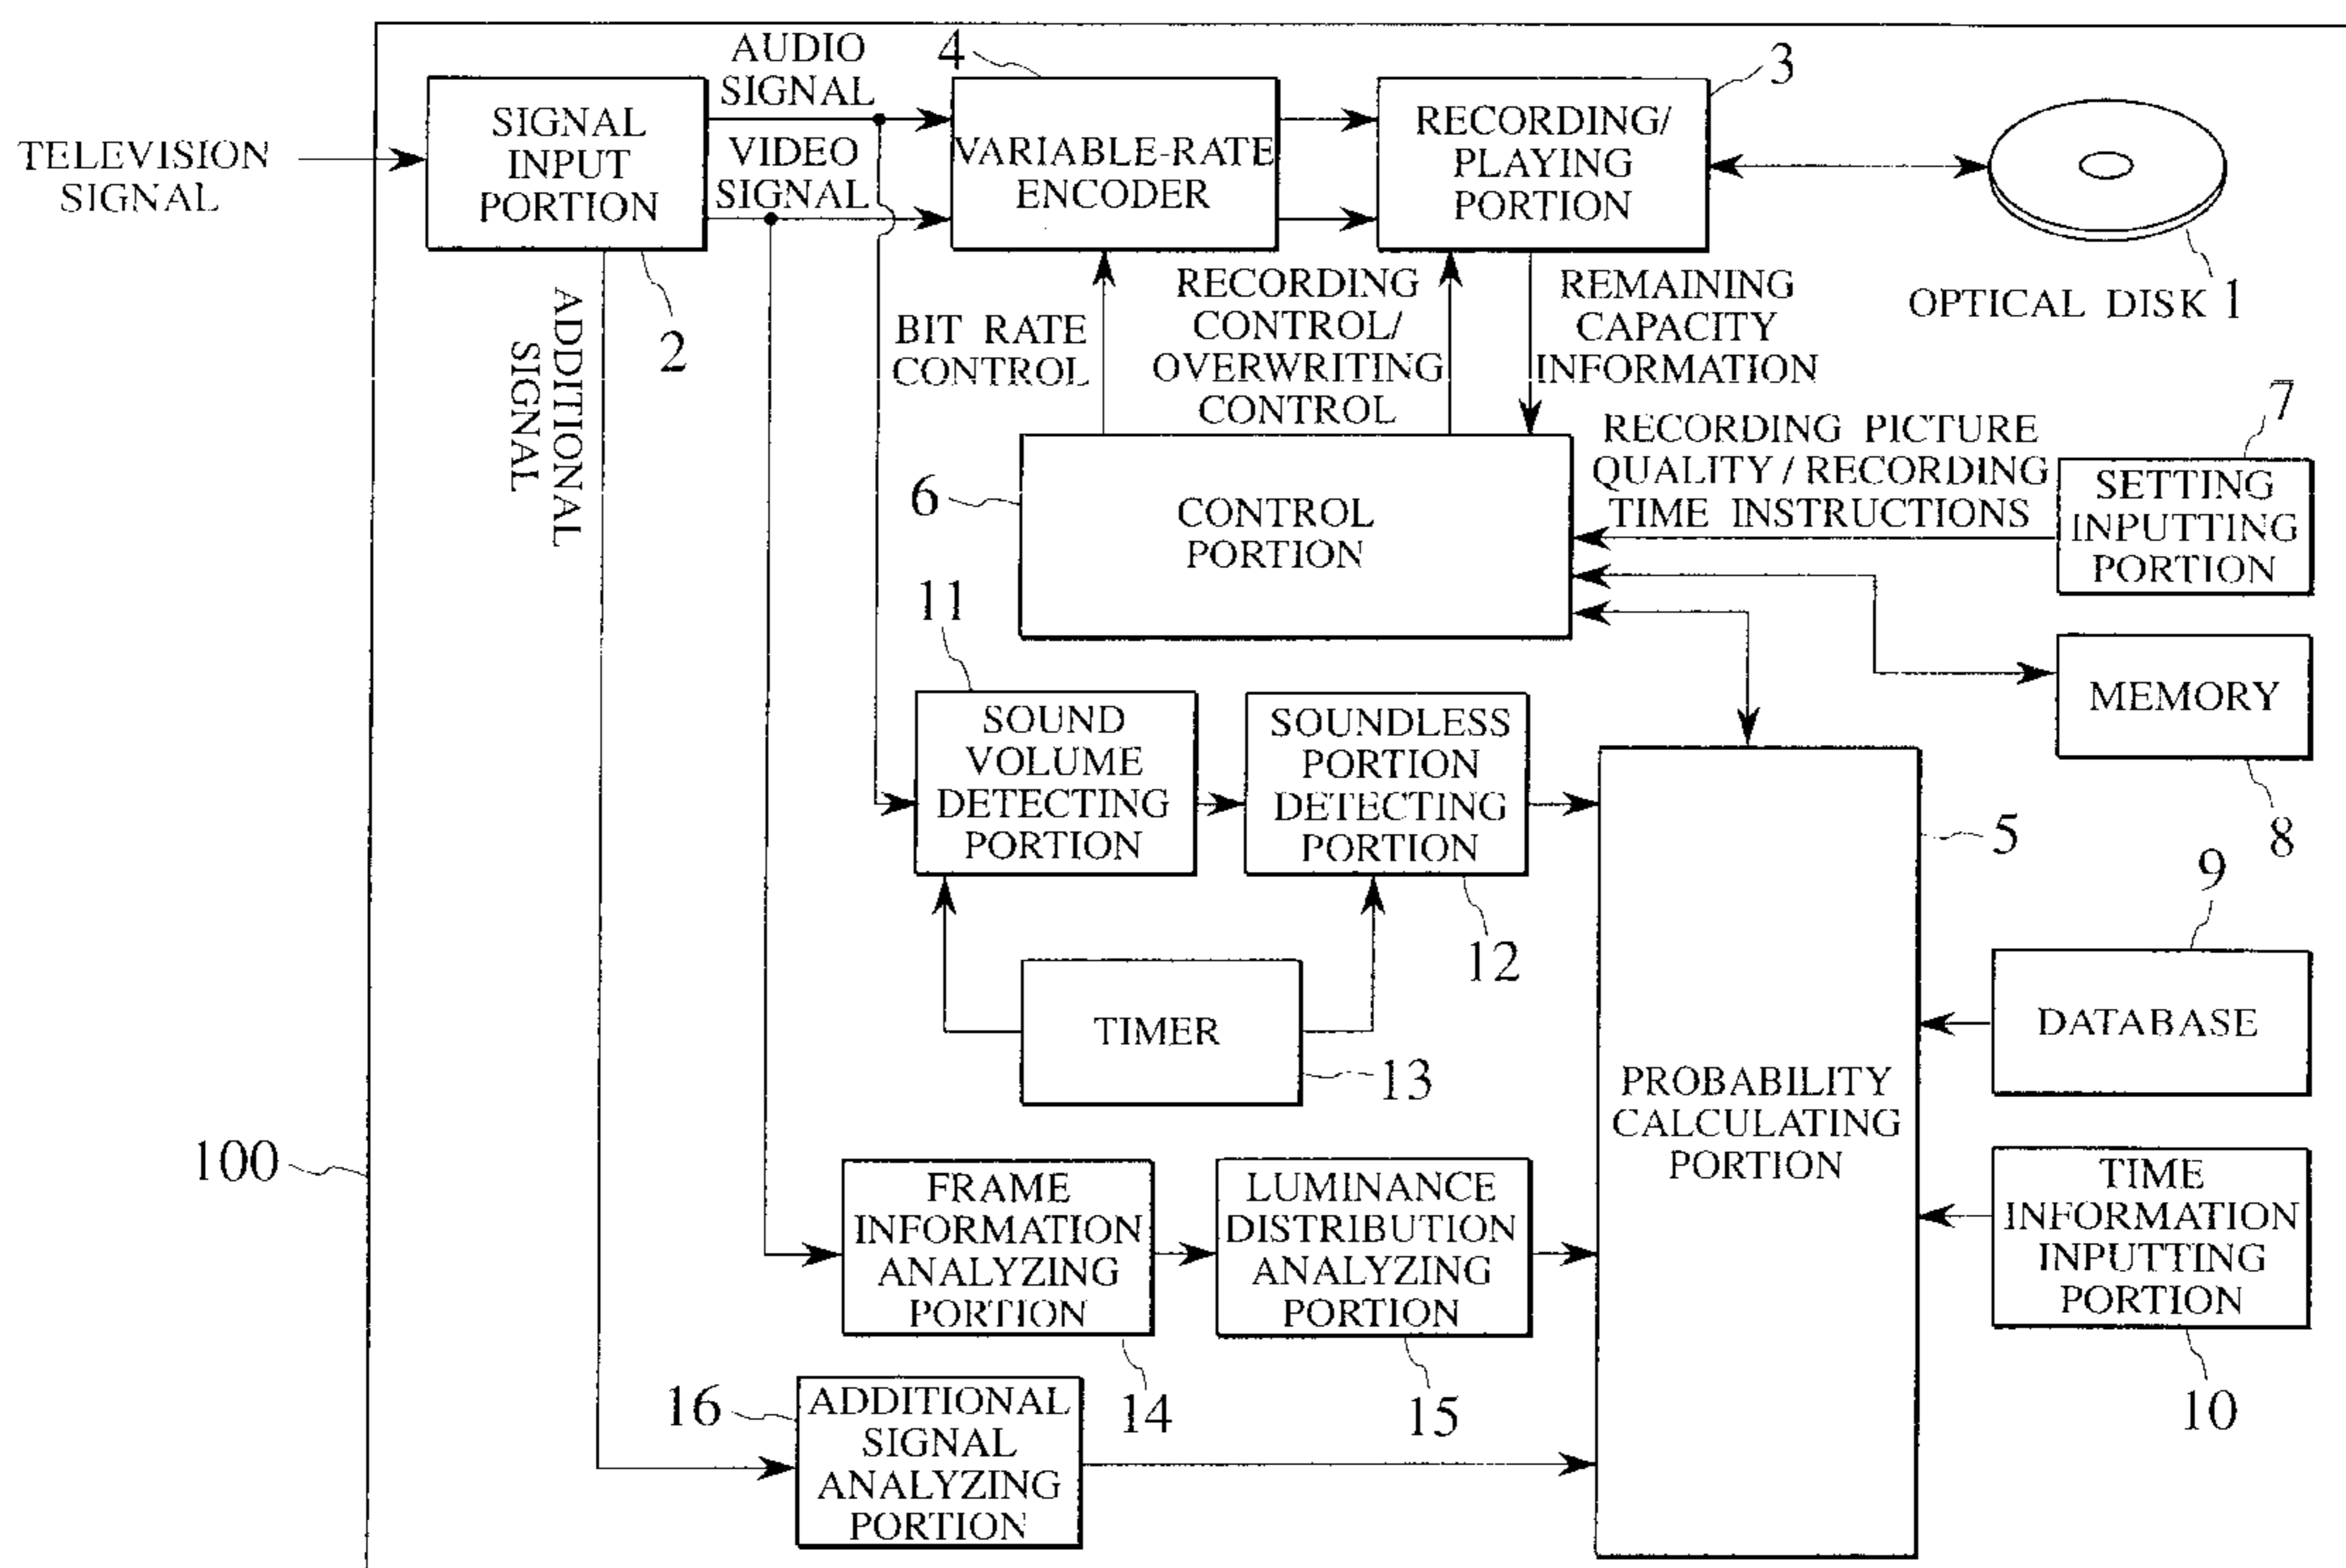 TELEVISION
SIGNAL
SIGNAL
INPUT
PORTION
2
AUDIO
SIGNAL
VIDEO
SIGNAL
ADDITIONAL
SIGNAL
4
VARIABLE-RATE
ENCODER
3
RECORDING/
PLAYING
PORTION
OPTICAL DISK 1
BIT RATE
CONTROL
RECORDING
CONTROL/
OVERWRITING
CONTROL
REMAINING
CAPACITY
INFORMATION
6
CONTROL
PORTION
RECORDING PICTURE
QUALITY / RECORDING
TIME INSTRUCTIONS
7
SETTING
INPUTTING
PORTION
MEMORY
8
11
SOUND
VOLUME
DETECTING
PORTION
SOUNDLESS
PORTION
DETECTING
PORTION
12
TIMER
13
5
PROBABILITY
CALCULATING
PORTION
9
DATABASE
TIME
INFORMATION
INPUTTING
PORTION
10
100
FRAME
INFORMATION
ANALYZING
PORTION
14
LUMINANCE
DISTRIBUTION
ANALYZING
PORTION
15
16
ADDITIONAL
SIGNAL
ANALYZING
PORTION